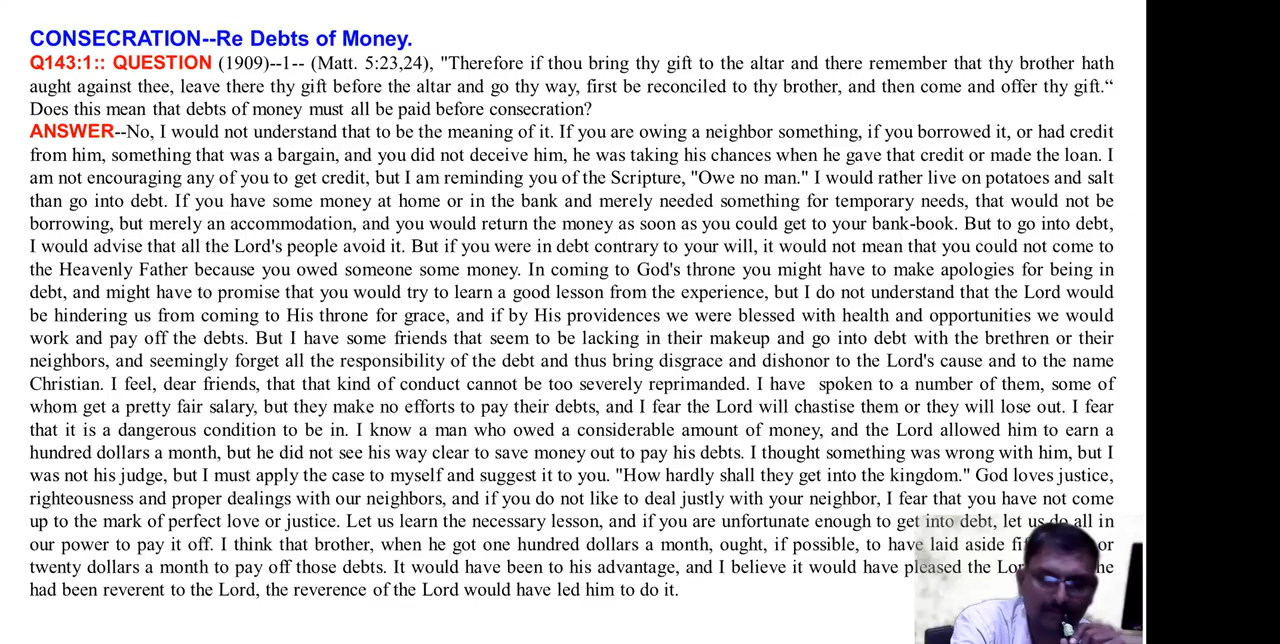 CONSECRATION--Re Debts of Money.
Q143:1:: QUESTION (1909)--1-- (Matt. 5:23,24), "Therefore if thou bring thy gift to the altar and there remember that thy brother hath
aught against thee, leave there thy gift before the altar and go thy way, first be reconciled to thy brother, and then come and offer thy gift.“
Does this mean that debts of money must all be paid before consecration?
ANSWER--No, I would not understand that to be the meaning of it. If you are owing a neighbor something, if you borrowed it, or had credit
from him, something that was a bargain, and you did not deceive him, he was taking his chances when he gave that credit or made the loan. I
am not encouraging any of you to get credit, but I am reminding you of the Scripture, "Owe no man." I would rather live on potatoes and salt
than go into debt. If you have some money at home or in the bank and merely needed something for temporary needs, that would not be
borrowing, but merely an accommodation, and you would return the money as soon as you could get to your bank-book. But to go into debt,
I would advise that all the Lord's people avoid it. But if you were in debt contrary to your will, it would not mean that you could not come to
the Heavenly Father because you owed someone some money. In coming to God's throne you might have to make apologies for being in
debt, and might have to promise that you would try to learn a good lesson from the experience, but I do not understand that the Lord would
be hindering us from coming to His throne for grace, and if by His providences we were blessed with health and opportunities we would
work and pay off the debts. But I have some friends that seem to be lacking in their makeup and go into debt with the brethren or their
neighbors, and seemingly forget all the responsibility of the debt and thus bring disgrace and dishonor to the Lord's cause and to the name
Christian. I feel, dear friends, that that kind of conduct cannot be too severely reprimanded. I have spoken to a number of them, some of
whom get a pretty fair salary, but they make no efforts to pay their debts, and I fear the Lord will chastise them or they will lose out. I fear
that it is a dangerous condition to be in. I know a man who owed a considerable amount of money, and the Lord allowed him to earn a
hundred dollars a month, but he did not see his way clear to save money out to pay his debts. I thought something was wrong with him, but I
was not his judge, but I must apply the case to myself and suggest it to you. "How hardly shall they get into the kingdom." God loves justice,
righteousness and proper dealings with our neighbors, and if you do not like to deal justly with your neighbor, I fear that you have not come
up to the mark of perfect love or justice. Let us learn the necessary lesson, and if you are unfortunate enough to get into debt, let us do all in
our power to pay it off. I think that brother, when he got one hundred dollars a month, ought, if possible, to have laid aside or
twenty dollars a month to pay off those debts. It would have been to his advantage, and I believe it would have pleased the he
had been reverent to the Lord, the reverence of the Lord would have led him to do it.